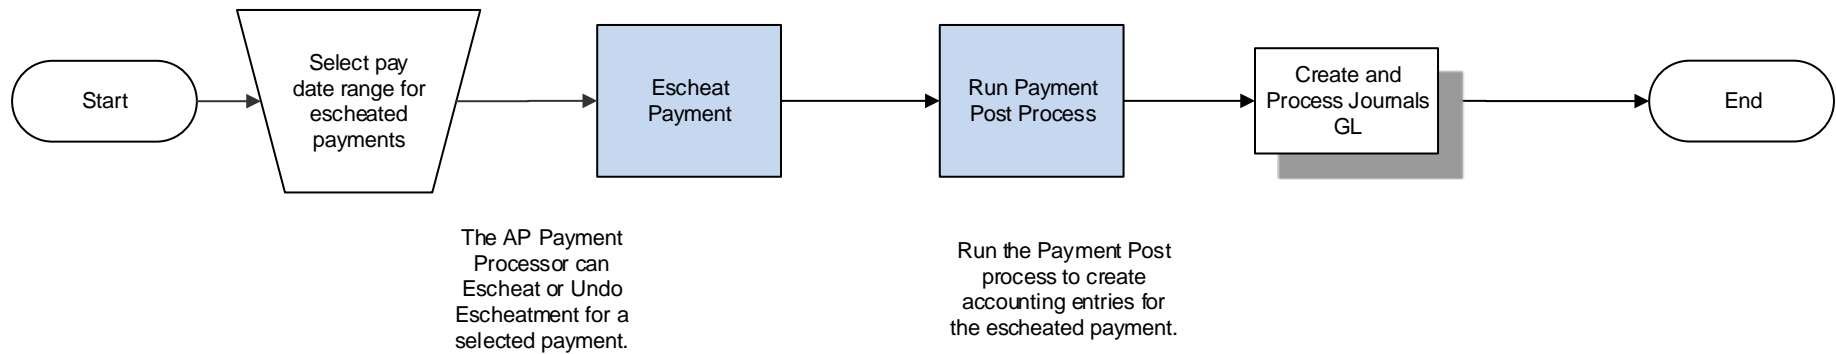 Start
Select pay
date range for
escheated
payments
Escheat
Payment
Run Payment
Post Process
Create and
Process Journals
GL
End
The AP Payment
Processor can
Escheat or Undo
Escheatment for a
selected payment.
Run the Payment Post
process to create
accounting entries for
the escheated payment.